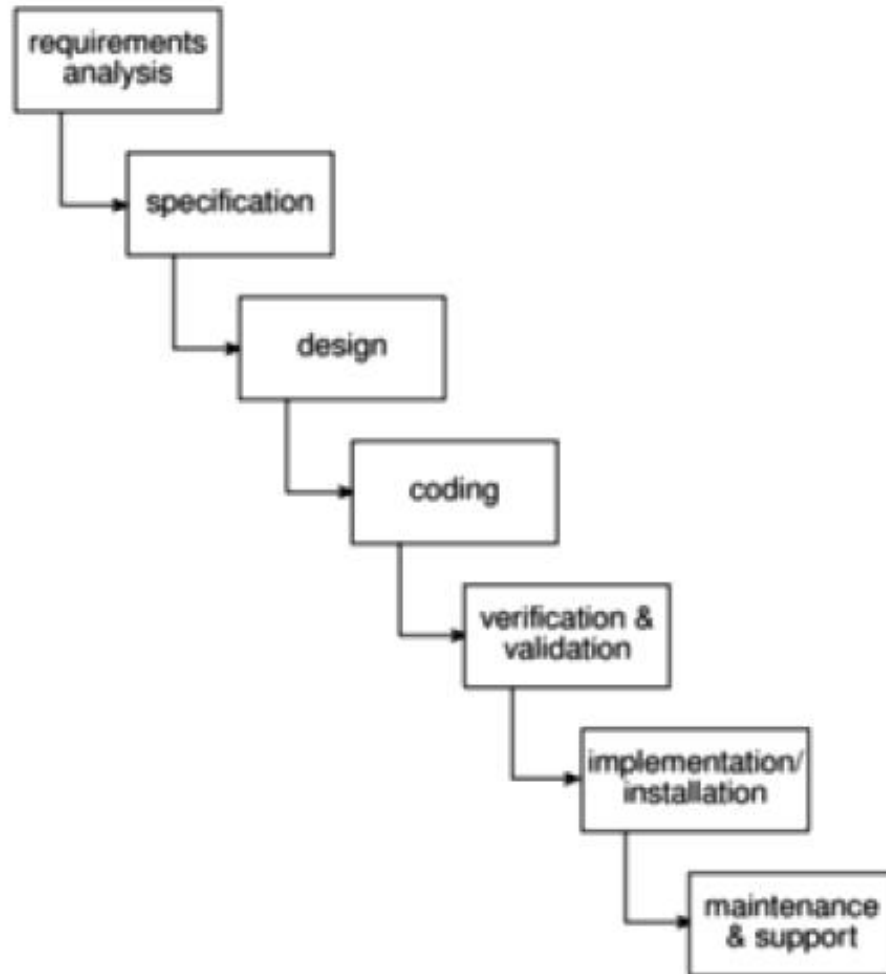 requirements
analysis
specification
design
coding
verification &
validation
implementation/
installation
maintenance
& support